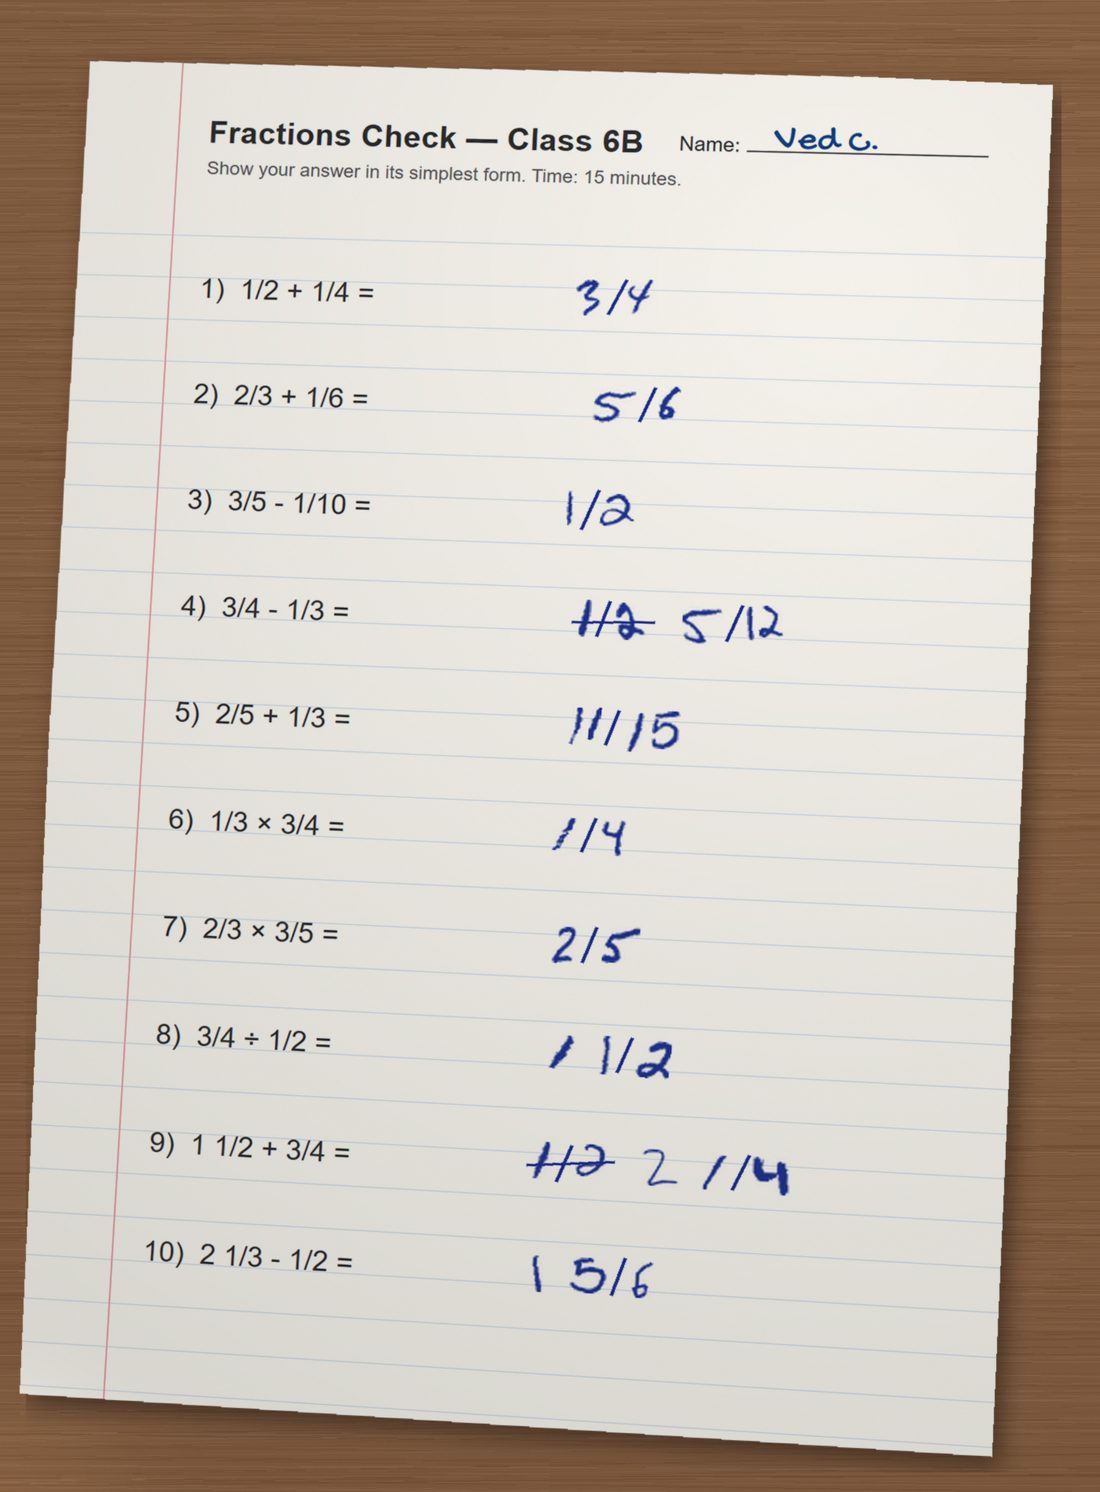 Fractions Check — Class 6B Name: Ved C.
Show your answer in its simplest form. Time: 15 minutes.
1) 1/2 + 1/4 = 3/4
2) 2/3 + 1/6 = 5/6
3) 3/5 - 1/10 = 1/2
4) 3/4 - 1/3 = 1/2 5/12
5) 2/5 + 1/3 = 11/15
6) 1/3 × 3/4 = 1/4
7) 2/3 × 3/5 = 2/5
8) 3/4 ÷ 1/2 = 1 1/2
9) 1 1/2 + 3/4 = 1/2 2 1/4
10) 2 1/3 - 1/2 = 1 5/6